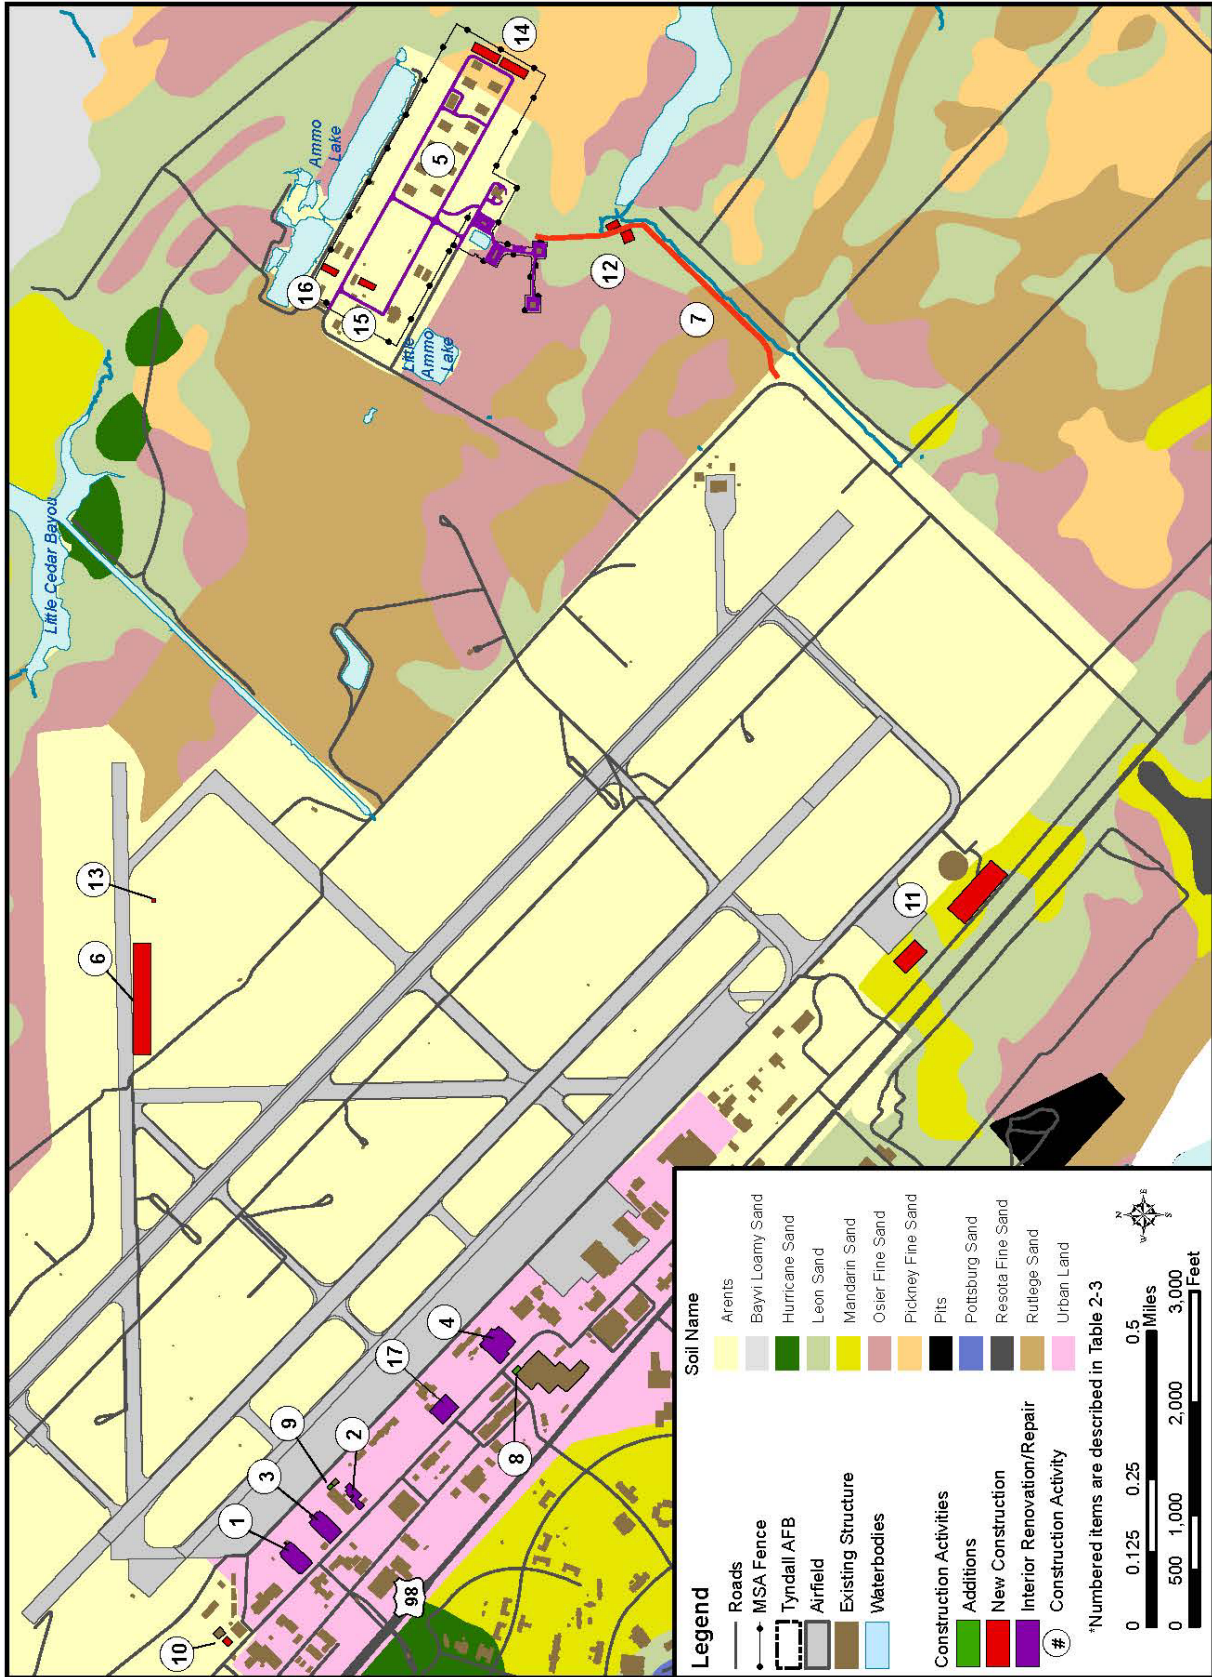 Little Cedar Bayou
Ammo
Lake
Little
Ammo
Lake
14
5
16
15
12
7
13
6
11
4
17
9
2
3
1
8
10
98
Legend
Roads
MSA Fence
Tyndall AFB
Airfield
Existing Structure
Waterbodies
Construction Activities
Additions
New Construction
Interior Renovation/Repair
# Construction Activity
Soil Name
Arents
Bayvi Loamy Sand
Hurricane Sand
Leon Sand
Mandarin Sand
Osier Fine Sand
Pickney Fine Sand
Pits
Pottsburg Sand
Resota Fine Sand
Rutlege Sand
Urban Land
*Numbered items are described in Table 2-3
0 0.125 0.25 0.5
Miles
0 500 1,000 2,000 3,000
Feet
N
W E
S